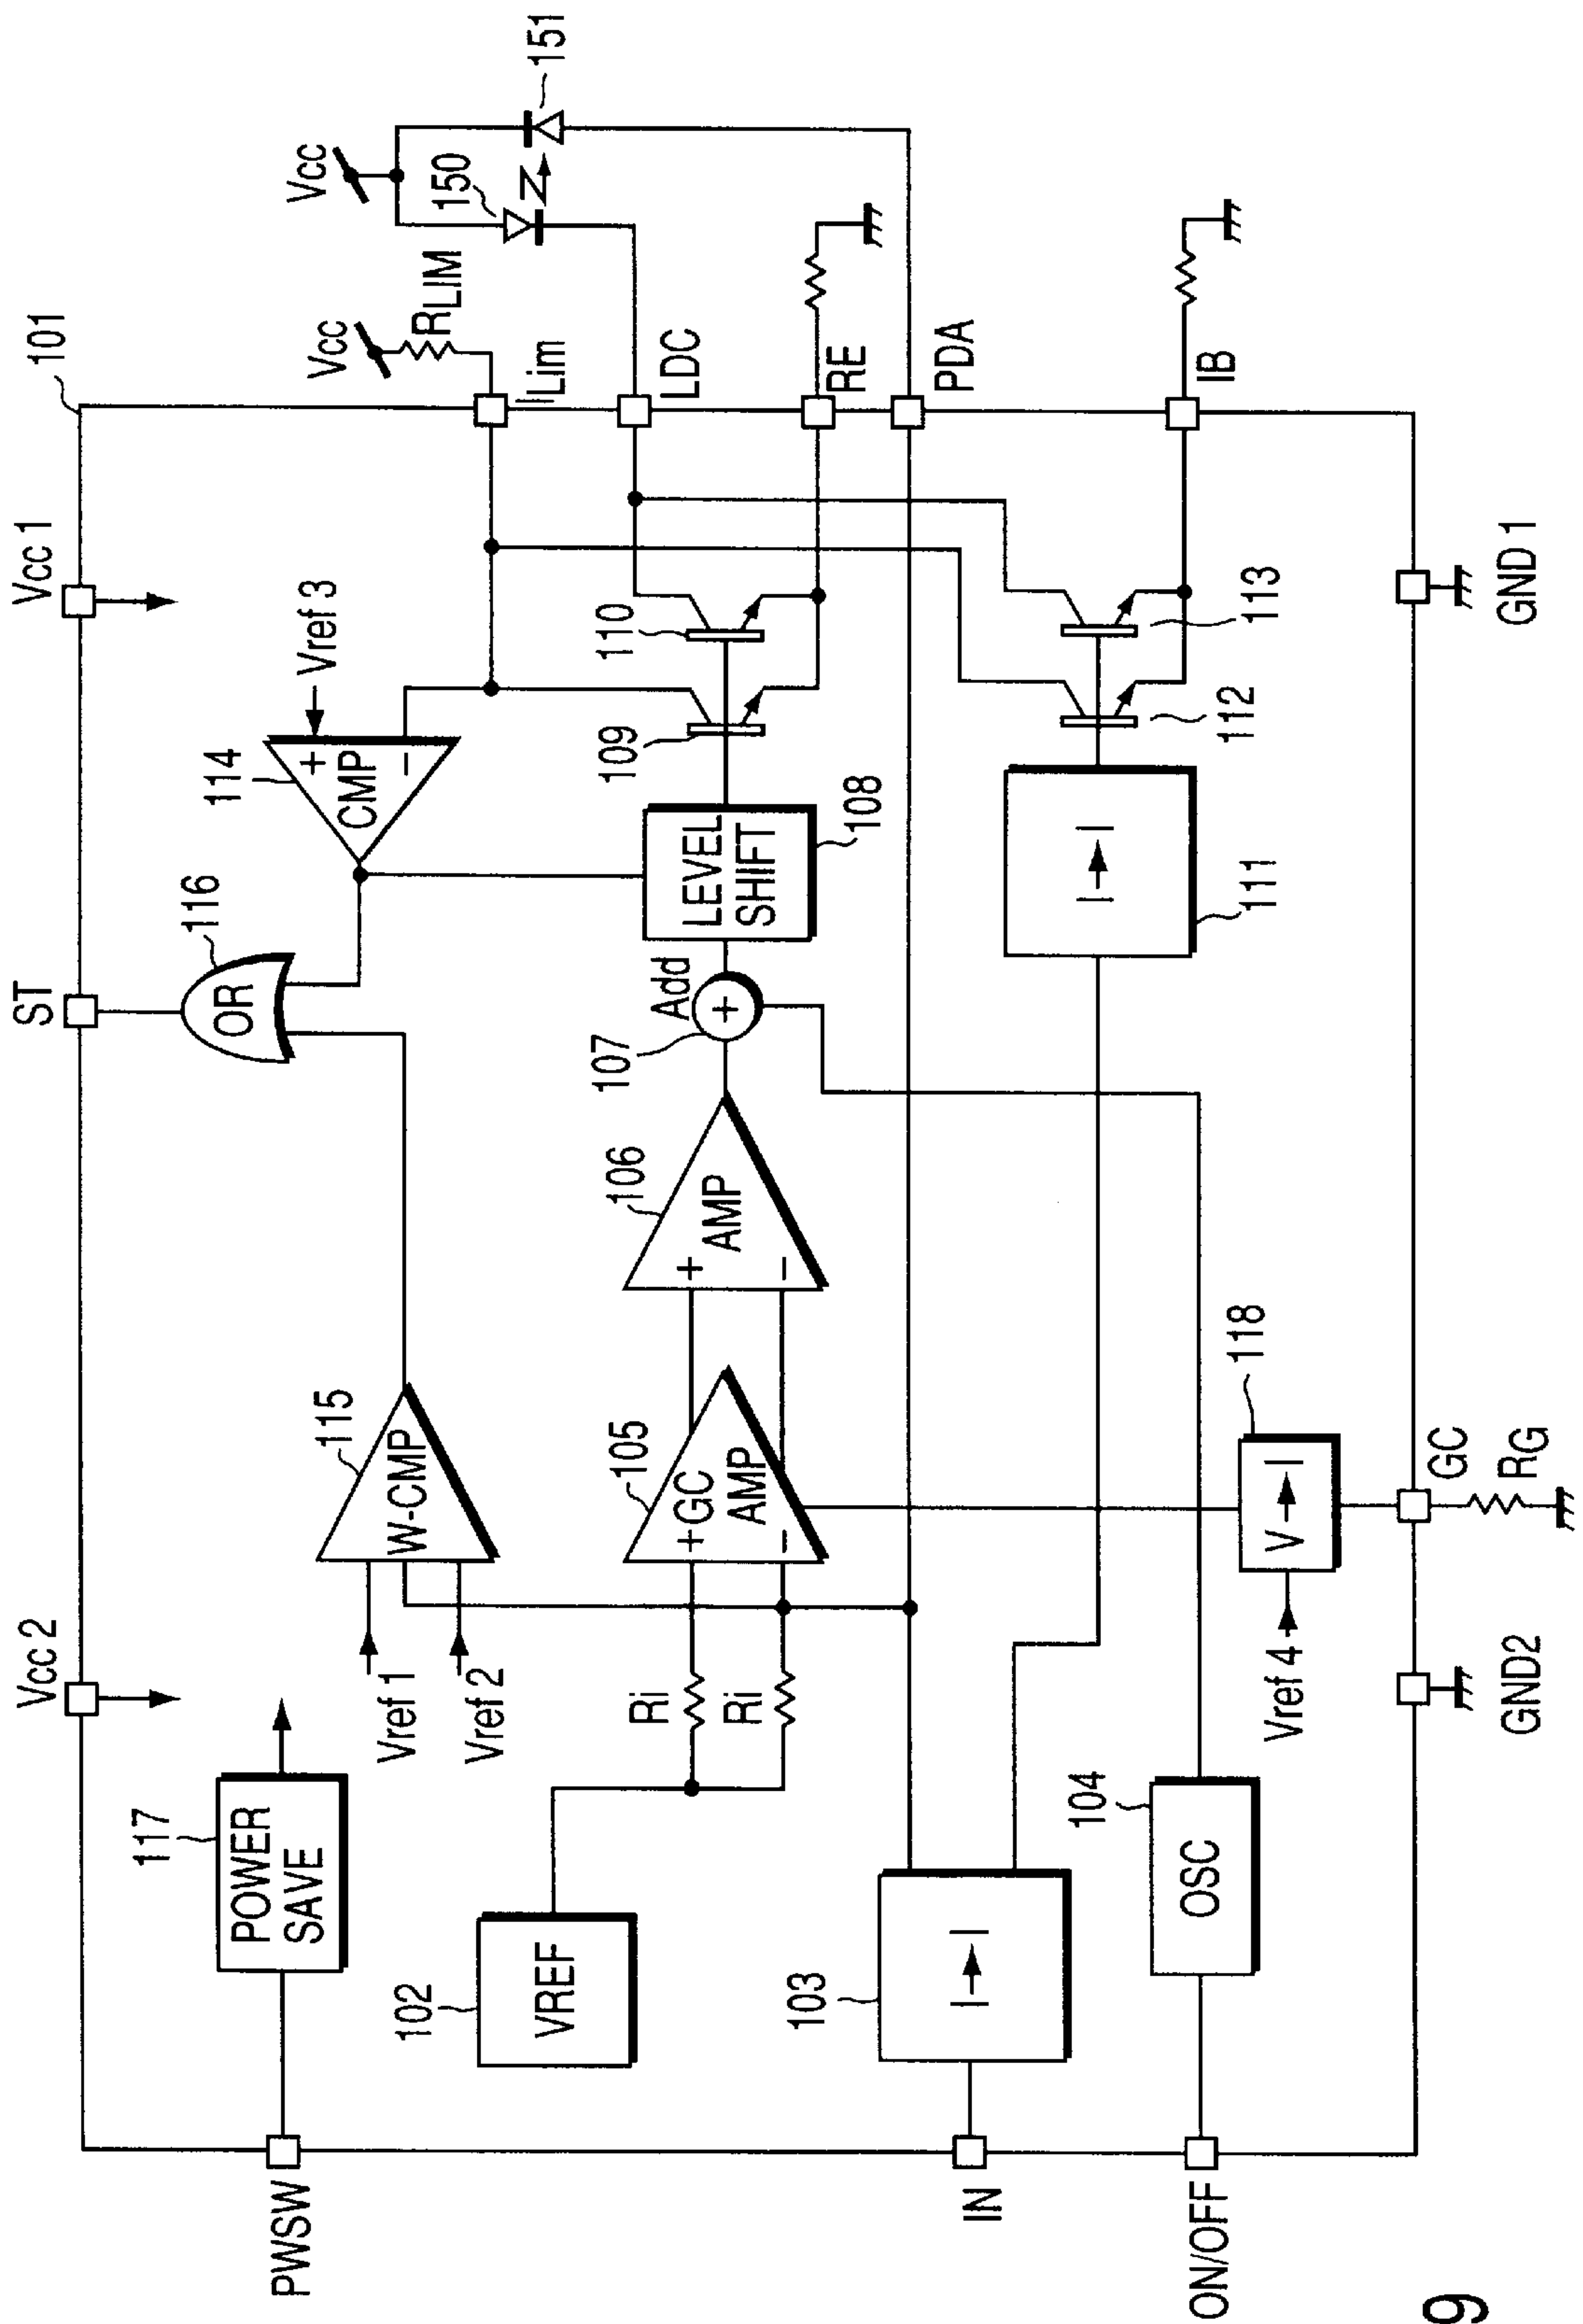 Vcc 2
Vcc 1
ST
101
PWSW
POWER
SAVE
117
Vref 1
Vref 2
W-CMP
115
OR
116
CMP
+
−
114
Vref 3
Vcc
RLIM
ILim
Vcc
150
151
LDC
RE
PDA
IB
VREF
102
Ri
Ri
+GC
AMP
−
105
+
AMP
−
106
Add
+
107
LEVEL
SHIFT
108
109
110
IN
I→I
103
I→I
111
112
113
ON/OFF
OSC
104
Vref 4
V→I
118
GC
RG
GND2
GND 1
9